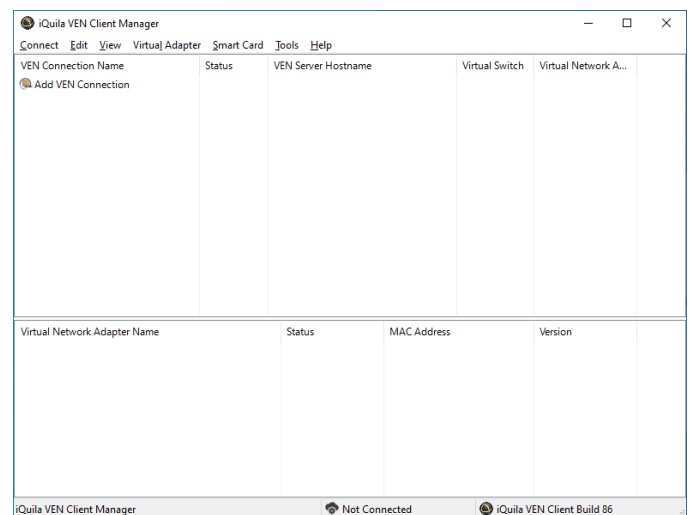 iQuila VEN Client Manager
Connect Edit View Virtual Adapter Smart Card Tools Help
VEN Connection Name Status VEN Server Hostname Virtual Switch Virtual Network A...
Add VEN Connection
Virtual Network Adapter Name Status MAC Address Version
iQuila VEN Client Manager Not Connected iQuila VEN Client Build 86